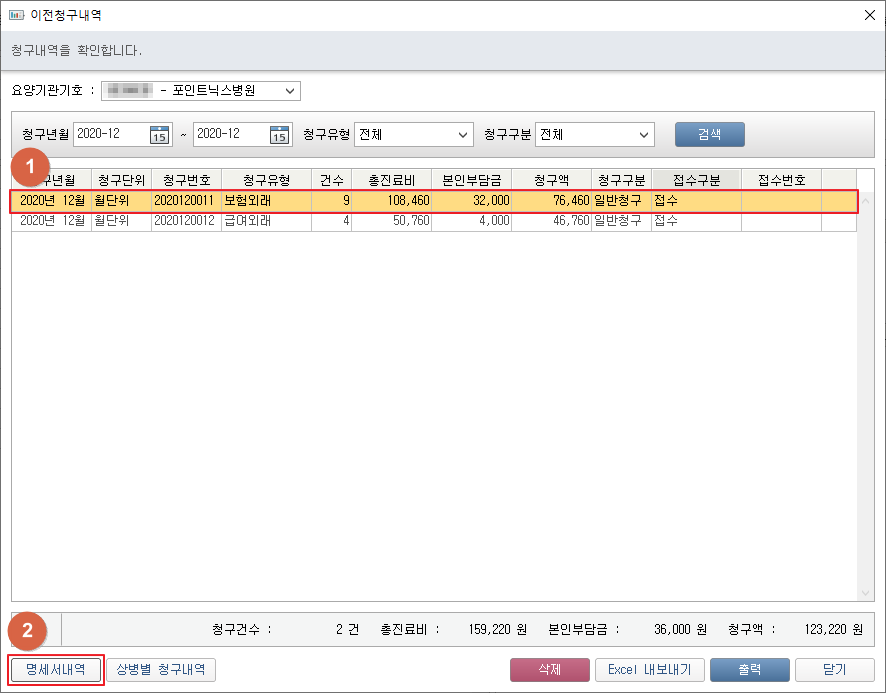 이전청구내역
청구내역을 확인합니다.
요양기관기호 : - 포인트닉스병원
청구년월 2020-12 15 ~ 2020-12 15 청구유형 전체 청구구분 전체 검색
1
구년월 청구단위 청구번호 청구유형 건수 총진료비 본인부담금 청구액 청구구분 접수구분 접수번호
2020년 12월 월단위 2020120011 보험외래 9 108,460 32,000 76,460 일반청구 접수
2020년 12월 월단위 2020120012 급여외래 4 50,760 4,000 46,760 일반청구 접수
2
청구건수 : 2 건 총진료비 : 159,220 원 본인부담금 : 36,000 원 청구액 : 123,220 원
명세서내역 상병별 청구내역 삭제 Excel 내보내기 출력 닫기